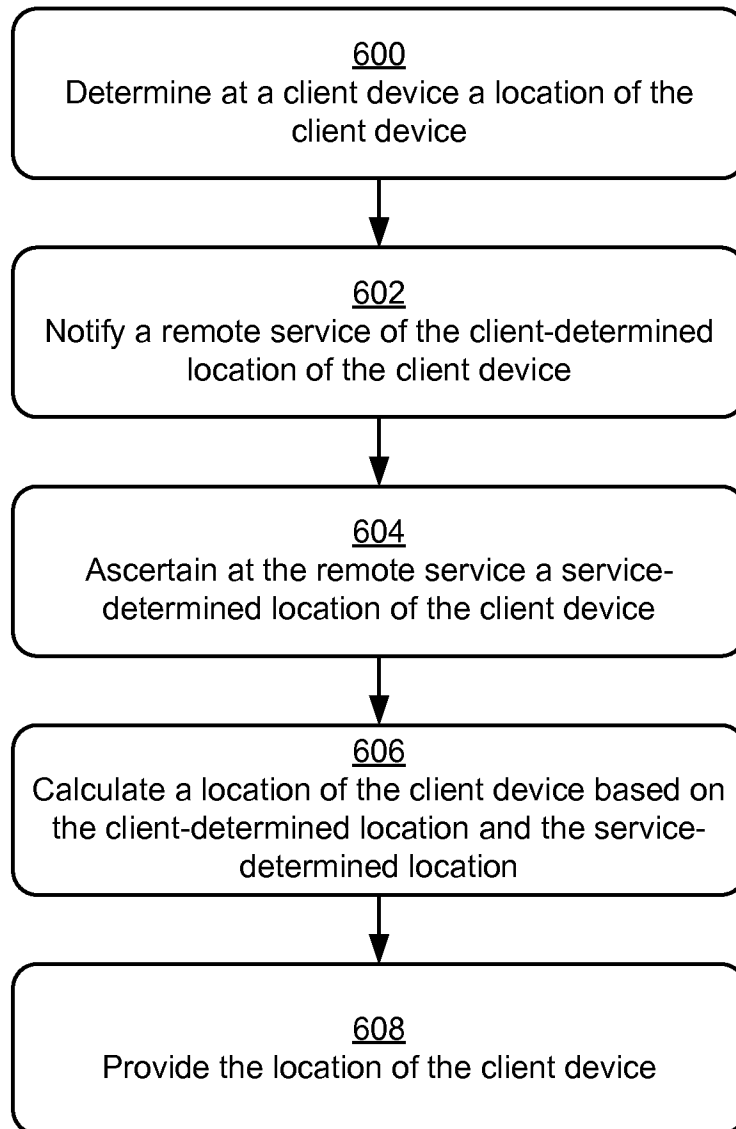 600
Determine at a client device a location of the
client device
602
Notify a remote service of the client-determined
location of the client device
604
Ascertain at the remote service a service-
determined location of the client device
606
Calculate a location of the client device based on
the client-determined location and the service-
determined location
608
Provide the location of the client device